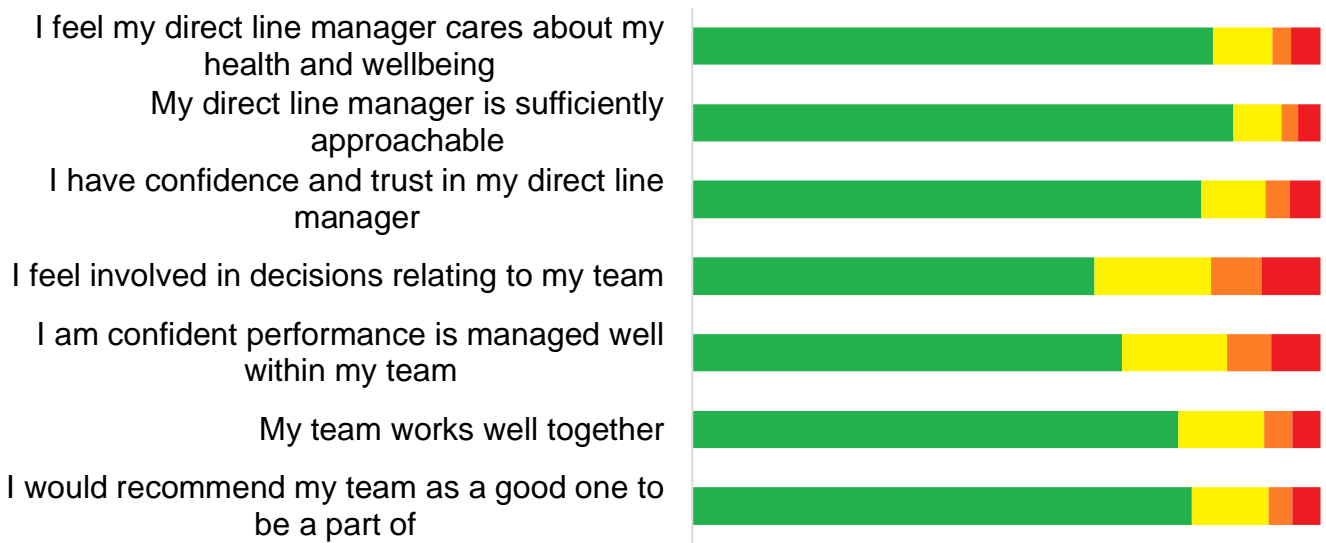 I feel my direct line manager cares about my
health and wellbeing
My direct line manager is sufficiently
approachable
I have confidence and trust in my direct line
manager
I feel involved in decisions relating to my team
I am confident performance is managed well
within my team
My team works well together
I would recommend my team as a good one to
be a part of